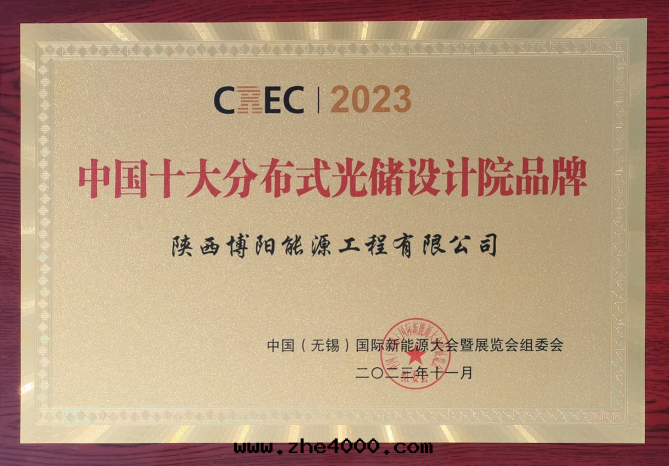 CREC | 2023
中国十大分布式光储设计院品牌
陕西博阳能源工程有限公司
中国(无锡)国际新能源大会暨展览会组委会
二〇二三年十一月
www.zhe4000.com